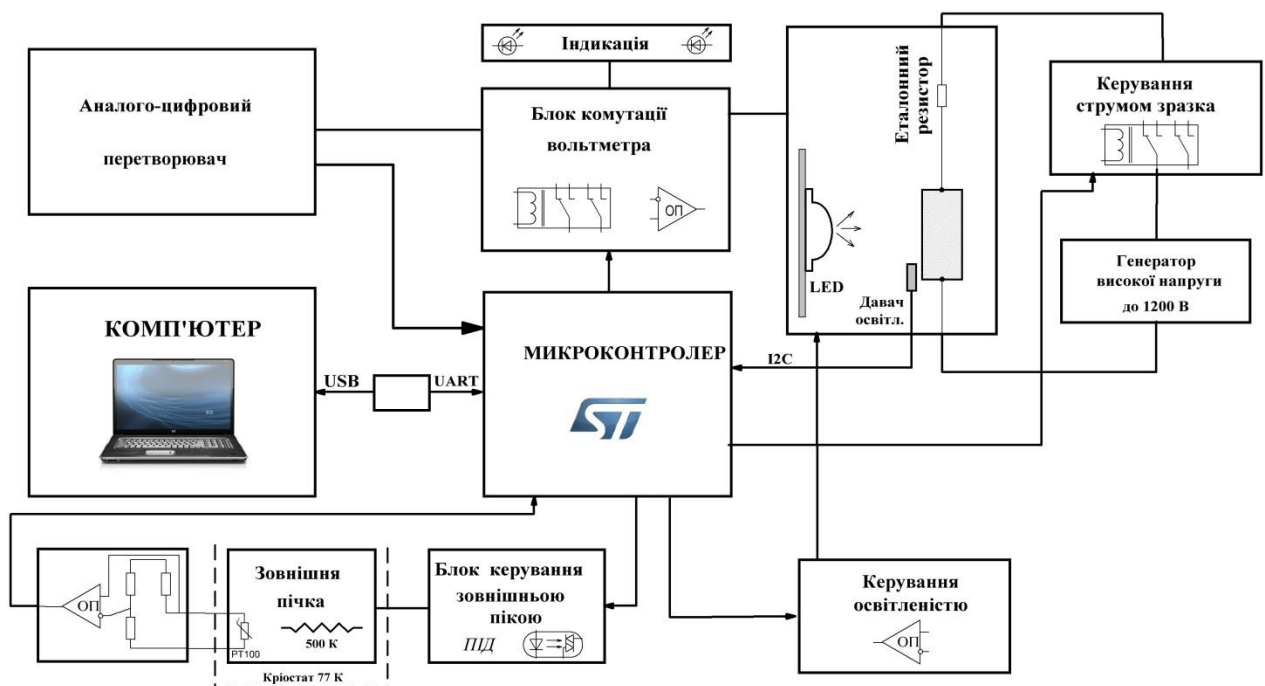 Індикація
Аналого-цифровий
перетворювач
Блок комутації
вольтметра
ОП
Еталонний
резистор
LED
Давач
освітл.
Керування
струмом зразка
Генератор
високої напруги
до 1200 В
КОМП'ЮТЕР
USB
UART
МИКРОКОНТРОЛЕР
ST
I2C
ОП
PT100
Зовнішня
пічка
500 К
Кріостат 77 К
Блок керування
зовнішньою
пікою
ПІД
Керування
освітленістю
ОП